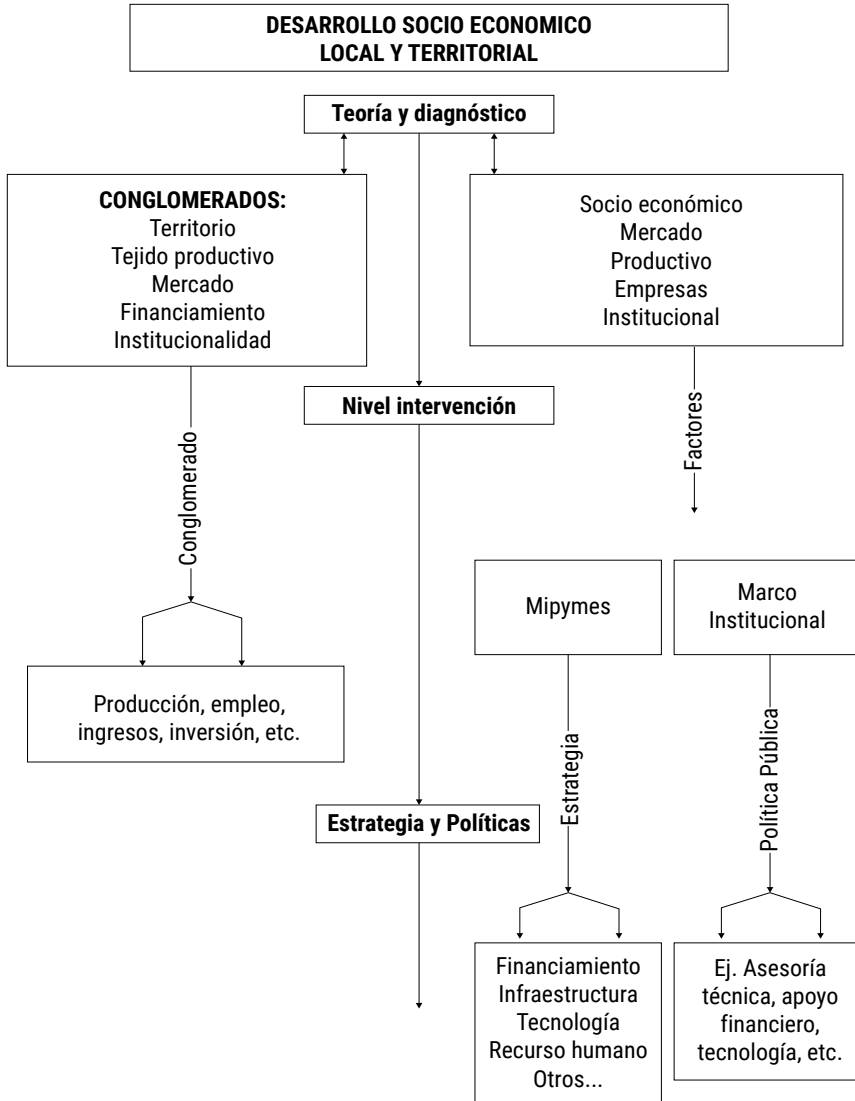 DESARROLLO SOCIO ECONOMICO
LOCAL Y TERRITORIAL
Teoría y diagnóstico
CONGLOMERADOS:
Territorio
Tejido productivo
Mercado
Financiamiento
Institucionalidad
Socio económico
Mercado
Productivo
Empresas
Institucional
Nivel intervención
Conglomerado
Factores
Mipymes
Marco
Institucional
Producción, empleo,
ingresos, inversión, etc.
Estrategia y Políticas
Estrategia
Política Pública
Financiamiento
Infraestructura
Tecnología
Recurso humano
Otros...
Ej. Asesoría
técnica, apoyo
financiero,
tecnología, etc.